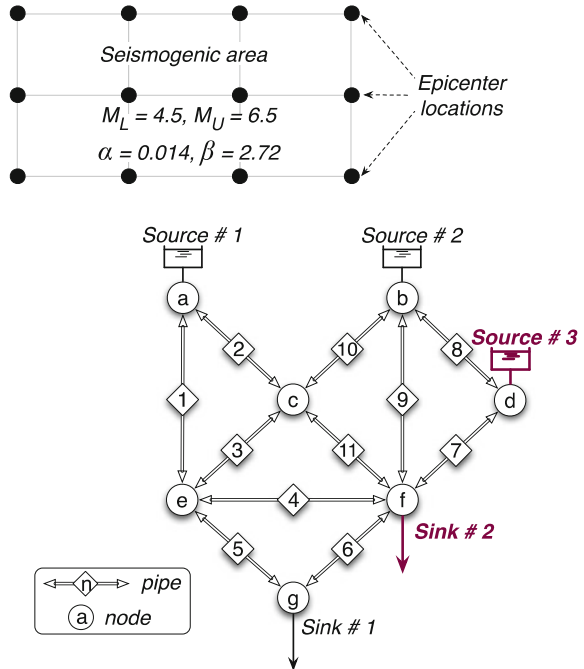 Seismogenic area
Epicenter
locations
M_L = 4.5, M_U = 6.5
α = 0.014, β = 2.72
Source # 1
Source # 2
a
b
Source # 3
2
10
8
1
c
9
d
3
11
7
e
4
f
Sink # 2
5
6
n pipe
g
a node
Sink # 1